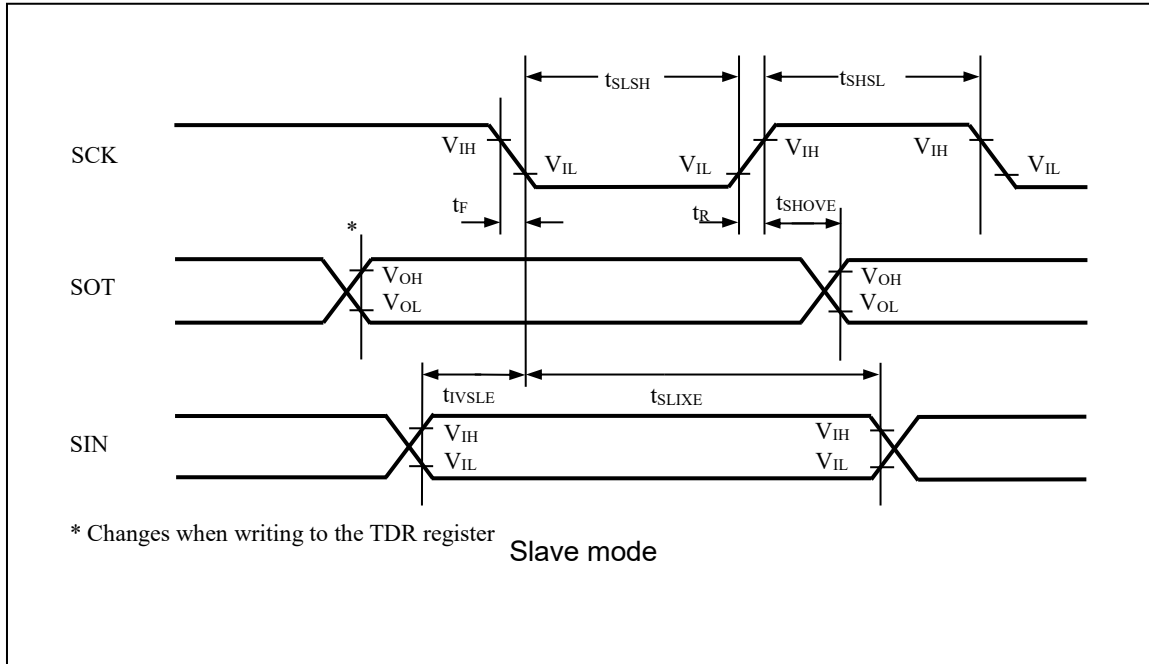 tSLSH
tSHSL
SCK
VIH
VIL
VIL
VIH
VIH
VIL
tF
tR
tSHOVE
*
SOT
VOH
VOL
VOH
VOL
tIVSLE
tSLIXE
SIN
VIH
VIL
VIH
VIL
* Changes when writing to the TDR register
Slave mode